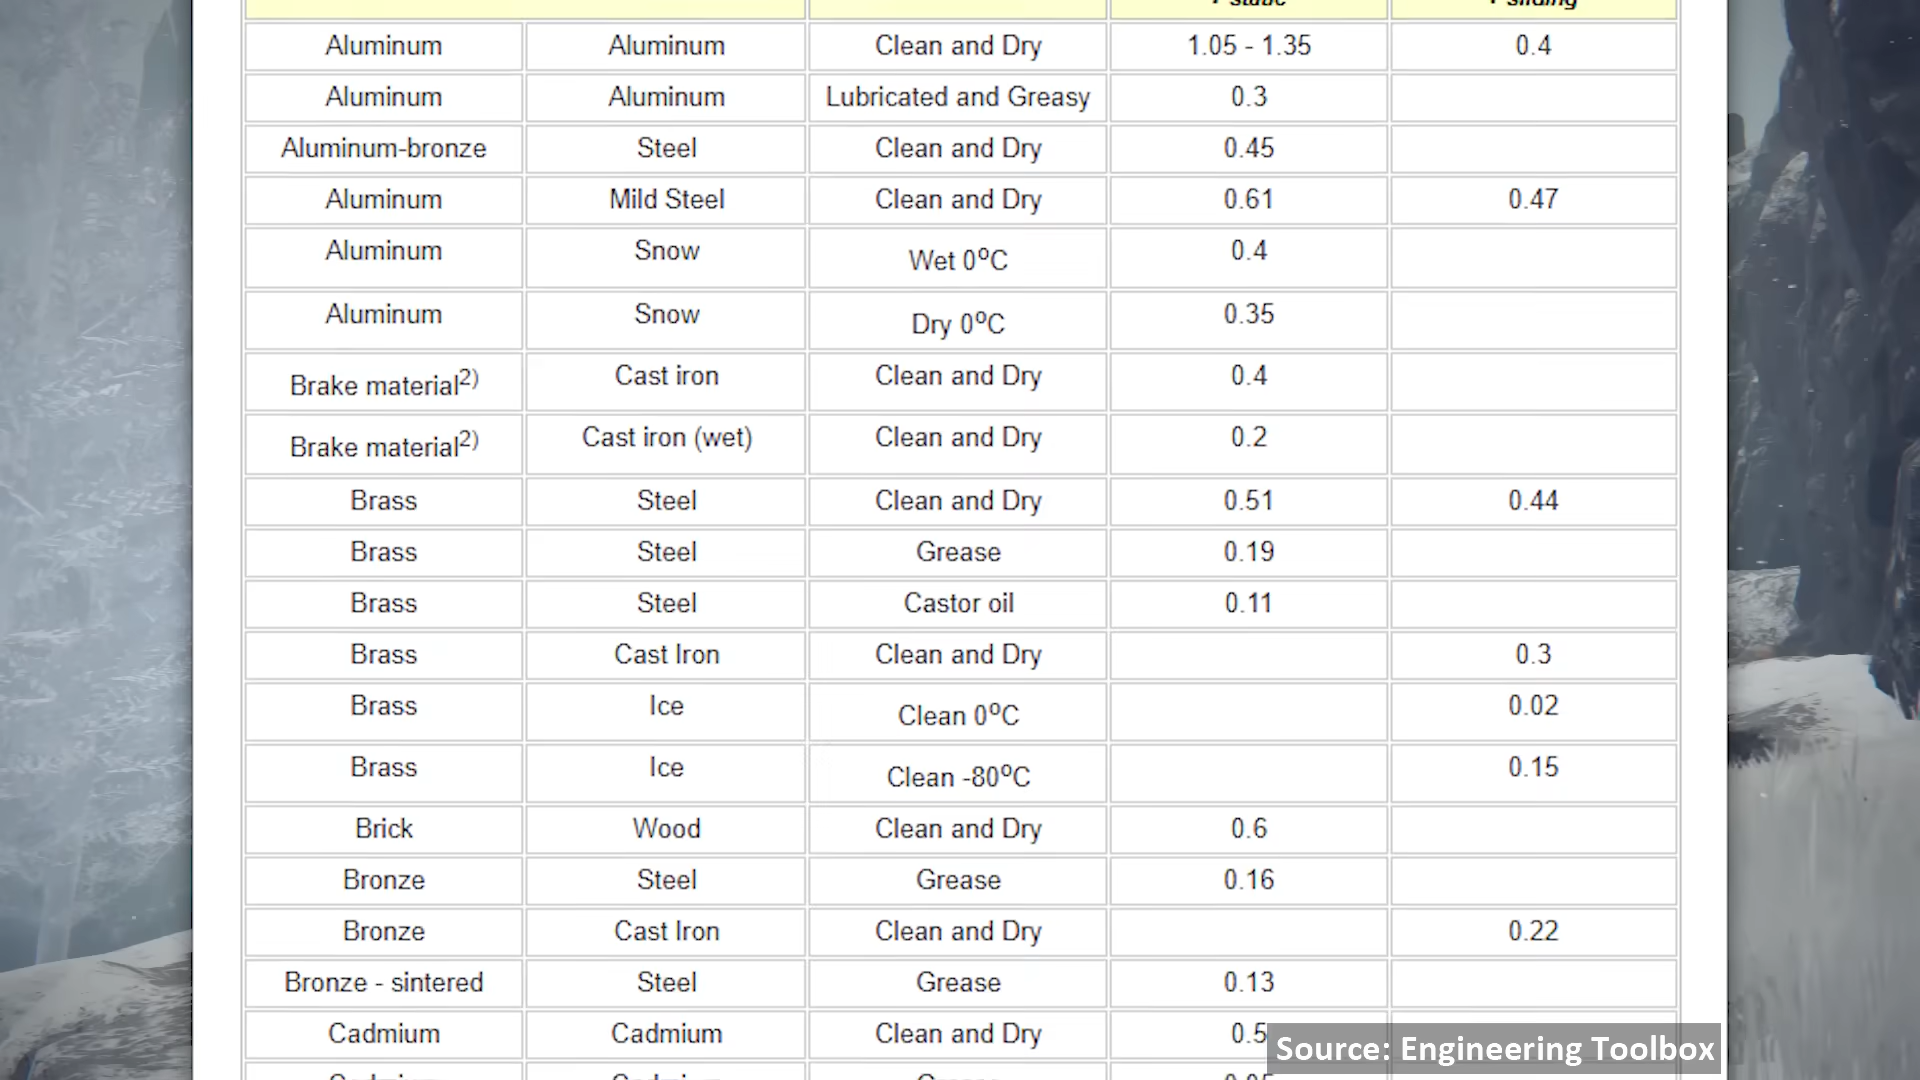 static sliding
Aluminum Aluminum Clean and Dry 1.05 - 1.35 0.4
Aluminum Aluminum Lubricated and Greasy 0.3
Aluminum-bronze Steel Clean and Dry 0.45
Aluminum Mild Steel Clean and Dry 0.61 0.47
Aluminum Snow Wet 0ºC 0.4
Aluminum Snow Dry 0ºC 0.35
Brake material2) Cast iron Clean and Dry 0.4
Brake material2) Cast iron (wet) Clean and Dry 0.2
Brass Steel Clean and Dry 0.51 0.44
Brass Steel Grease 0.19
Brass Steel Castor oil 0.11
Brass Cast Iron Clean and Dry 0.3
Brass Ice Clean 0ºC 0.02
Brass Ice Clean -80ºC 0.15
Brick Wood Clean and Dry 0.6
Bronze Steel Grease 0.16
Bronze Cast Iron Clean and Dry 0.22
Bronze - sintered Steel Grease 0.13
Cadmium Cadmium Clean and Dry 0.5
Source: Engineering Toolbox